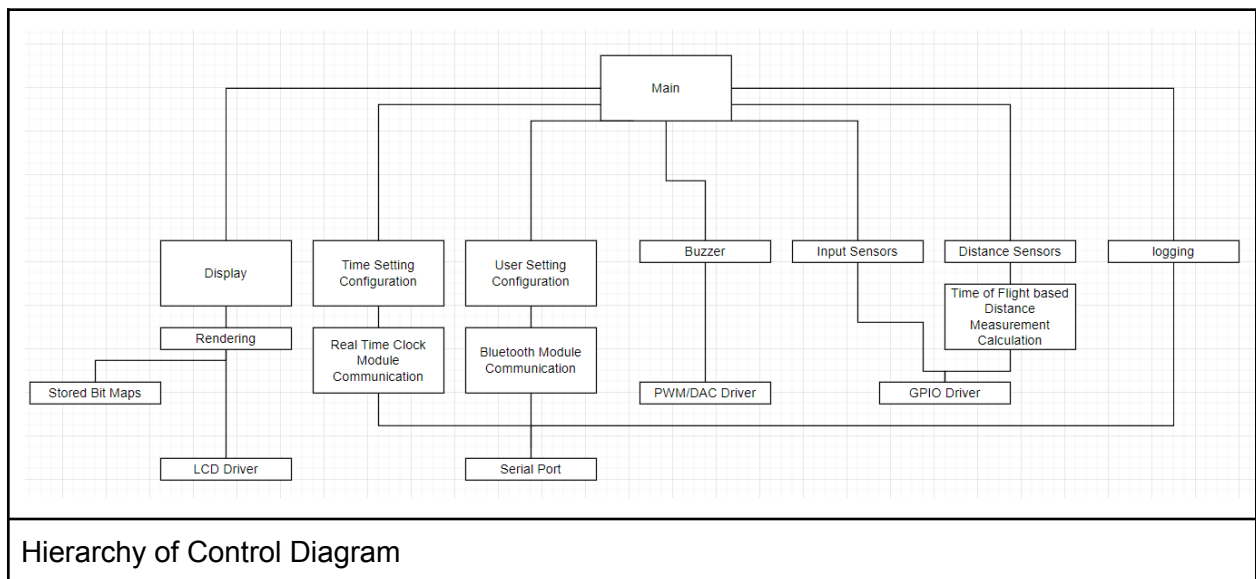 Main
Display
Time Setting
Configuration
User Setting
Configuration
Buzzer
Input Sensors
Distance Sensors
logging
Rendering
Real Time Clock
Module
Communication
Bluetooth Module
Communication
Time of Flight based
Distance
Measurement
Calculation
Stored Bit Maps
PWM/DAC Driver
GPIO Driver
LCD Driver
Serial Port
Hierarchy of Control Diagram